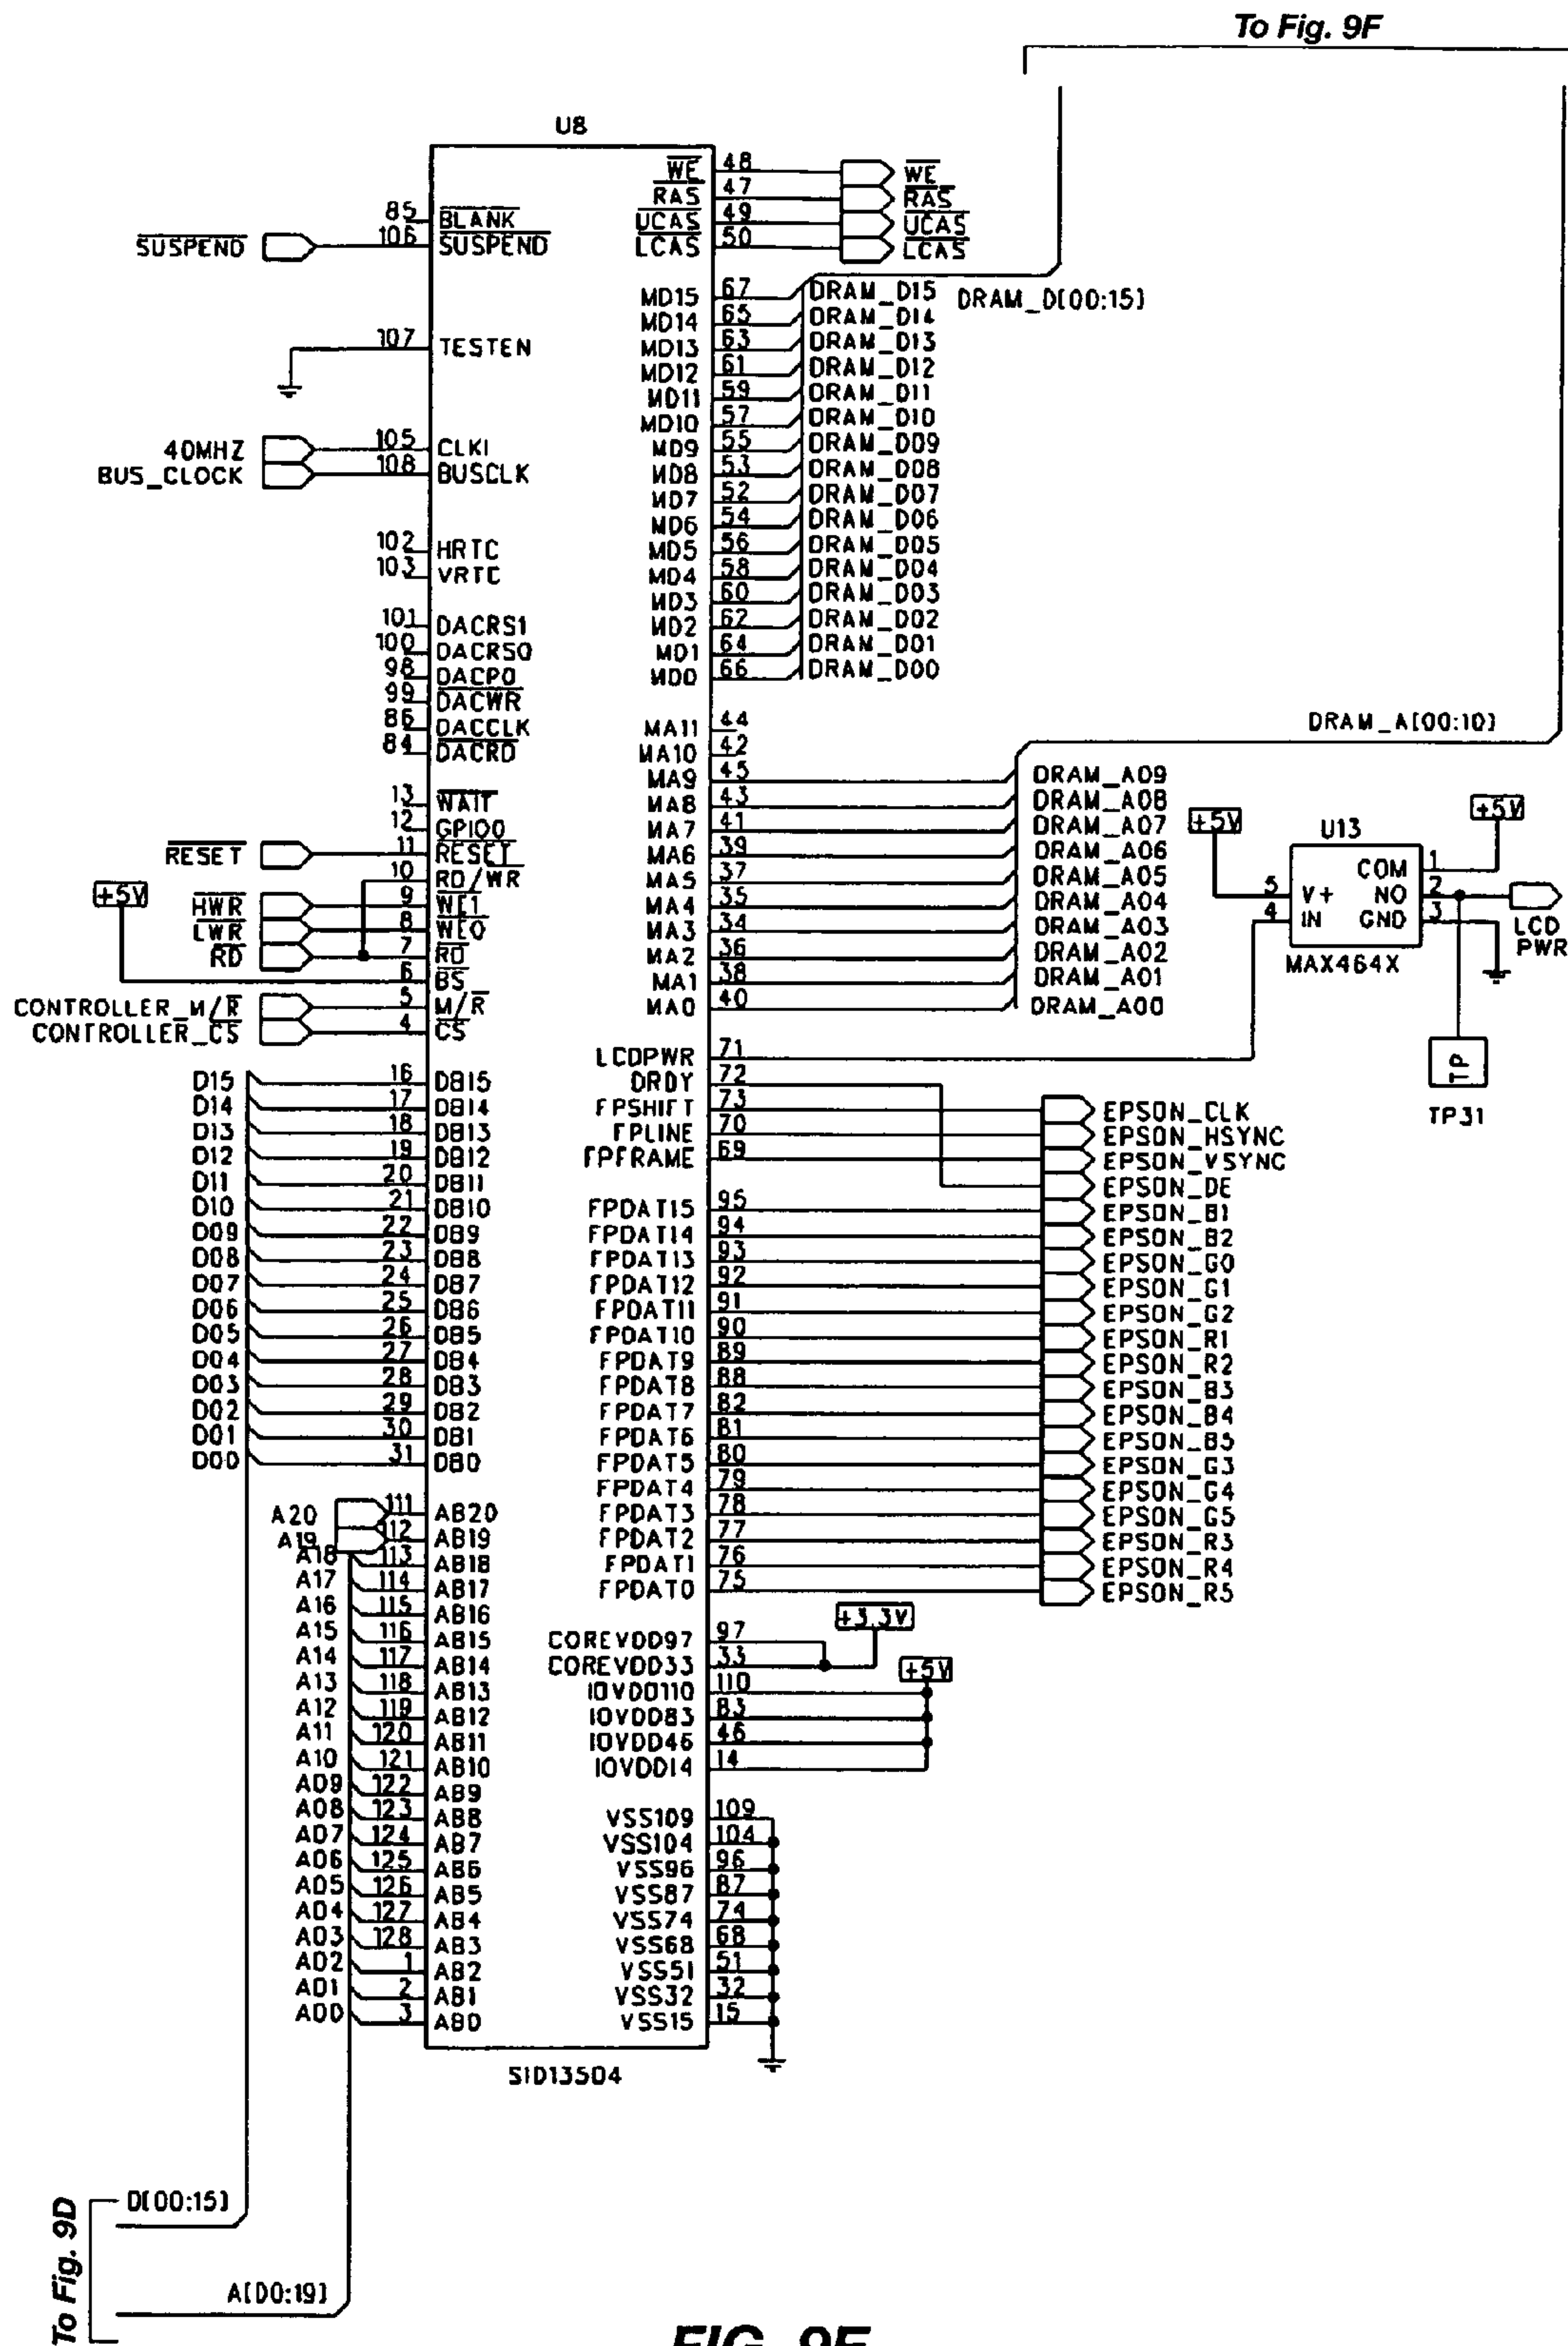 To Fig. 9F
U8
85 BLANK
SUSPEND 106 SUSPEND
107 TESTEN
40MHZ 105 CLKI
BUS_CLOCK 108 BUSCLK
102 HRTC
103 VRTC
101 DACRS1
100 DACRS0
98 DACPO
99 DACWR
86 DACCLK
84 DACRD
13 WAIT
12 GPIO0
RESET 11 RESET
10 RD/WR
+5V
HWR 9 WE1
LWR 8 WE0
RD 7 RD
6 BS
CONTROLLER_M/R 5 M/R
CONTROLLER_CS 4 CS
D15 16 DB15
D14 17 DB14
D13 18 DB13
D12 19 DB12
D11 20 DB11
D10 21 DB10
D09 22 DB9
D08 23 DB8
D07 24 DB7
D06 25 DB6
D05 26 DB5
D04 27 DB4
D03 28 DB3
D02 29 DB2
D01 30 DB1
D00 31 DB0
A20 111 AB20
A19 112 AB19
A18 113 AB18
A17 114 AB17
A16 115 AB16
A15 116 AB15
A14 117 AB14
A13 118 AB13
A12 119 AB12
A11 120 AB11
A10 121 AB10
A09 122 AB9
A08 123 AB8
A07 124 AB7
A06 125 AB6
A05 126 AB5
A04 127 AB4
A03 128 AB3
A02 1 AB2
A01 2 AB1
A00 3 AB0
WE 48 WE
RAS 47 RAS
UCAS 49 UCAS
LCAS 50 LCAS
MD15 67 DRAM_D15
DRAM_D[00:15]
MD14 65 DRAM_D14
MD13 63 DRAM_D13
MD12 61 DRAM_D12
MD11 59 DRAM_D11
MD10 57 DRAM_D10
MD9 55 DRAM_D09
MD8 53 DRAM_D08
MD7 52 DRAM_D07
MD6 54 DRAM_D06
MD5 56 DRAM_D05
MD4 58 DRAM_D04
MD3 60 DRAM_D03
MD2 62 DRAM_D02
MD1 64 DRAM_D01
MD0 66 DRAM_D00
DRAM_A[00:10]
MA11 44
MA10 42
MA9 45 DRAM_A09
MA8 43 DRAM_A08
MA7 41 DRAM_A07
MA6 39 DRAM_A06
MA5 37 DRAM_A05
MA4 35 DRAM_A04
MA3 34 DRAM_A03
MA2 36 DRAM_A02
MA1 38 DRAM_A01
MA0 40 DRAM_A00
+5V
+5V
U13
COM 1
5 V+ NO 2
4 IN GND 3
LCD
PWR
MAX464X
TP
TP31
LCDPWR 71
DRDY 72
FPSHIFT 73 EPSON_CLK
FPLINE 70 EPSON_HSYNC
FPFRAME 69 EPSON_VSYNC
EPSON_DE
FPDAT15 95 EPSON_B1
FPDAT14 94 EPSON_B2
FPDAT13 93 EPSON_G0
FPDAT12 92 EPSON_G1
FPDAT11 91 EPSON_G2
FPDAT10 90 EPSON_R1
FPDAT9 89 EPSON_R2
FPDAT8 88 EPSON_B3
FPDAT7 82 EPSON_B4
FPDAT6 81 EPSON_B5
FPDAT5 80 EPSON_G3
FPDAT4 79 EPSON_G4
FPDAT3 78 EPSON_G5
FPDAT2 77 EPSON_R3
FPDAT1 76 EPSON_R4
FPDAT0 75 EPSON_R5
+3.3V
COREVDD97 97
COREVDD33 33
+5V
IOVDD110 110
IOVDD83 83
IOVDD46 46
IOVDD14 14
VSS109 109
VSS104 104
VSS96 96
VSS87 87
VSS74 74
VSS68 68
VSS51 51
VSS32 32
VSS15 15
SID13504
To Fig. 9D
D[00:15]
A[D0:19]
FIG. 9E